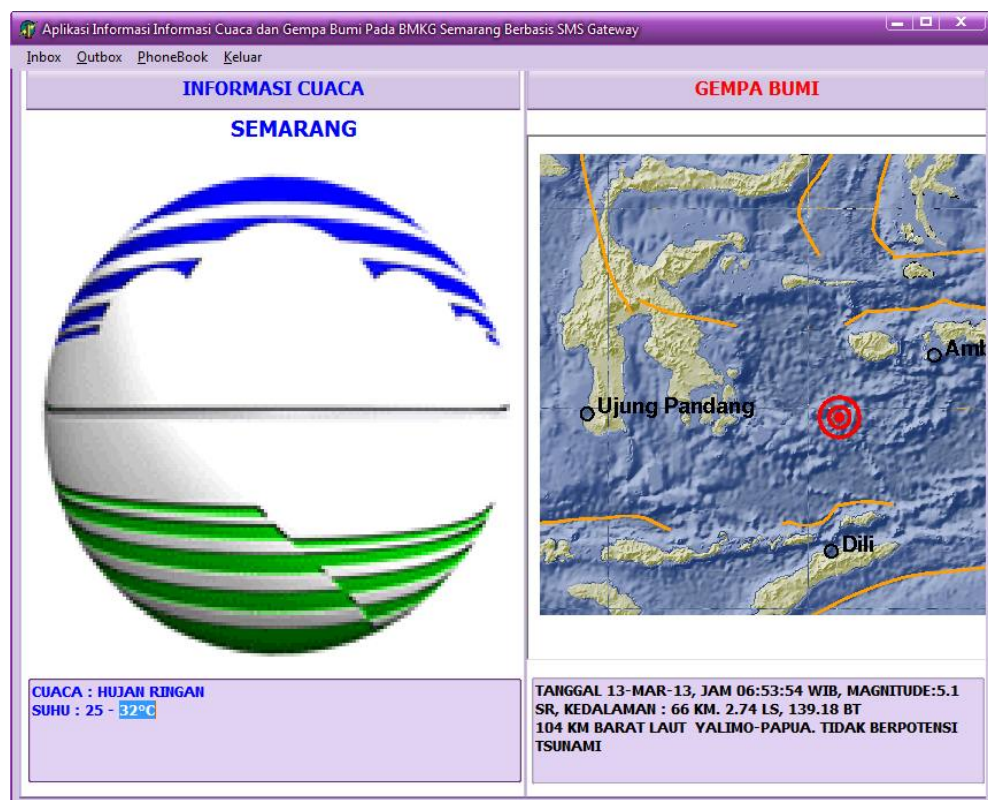 Aplikasi Informasi Informasi Cuaca dan Gempa Bumi Pada BMKG Semarang Berbasis SMS Gateway
Inbox Outbox PhoneBook Keluar
INFORMASI CUACA
SEMARANG
CUACA : HUJAN RINGAN
SUHU : 25 - 32°C
GEMPA BUMI
Amb
Ujung Pandang
Dili
TANGGAL 13-MAR-13, JAM 06:53:54 WIB, MAGNITUDE:5.1
SR, KEDALAMAN : 66 KM. 2.74 LS, 139.18 BT
104 KM BARAT LAUT YALIMO-PAPUA. TIDAK BERPOTENSI
TSUNAMI